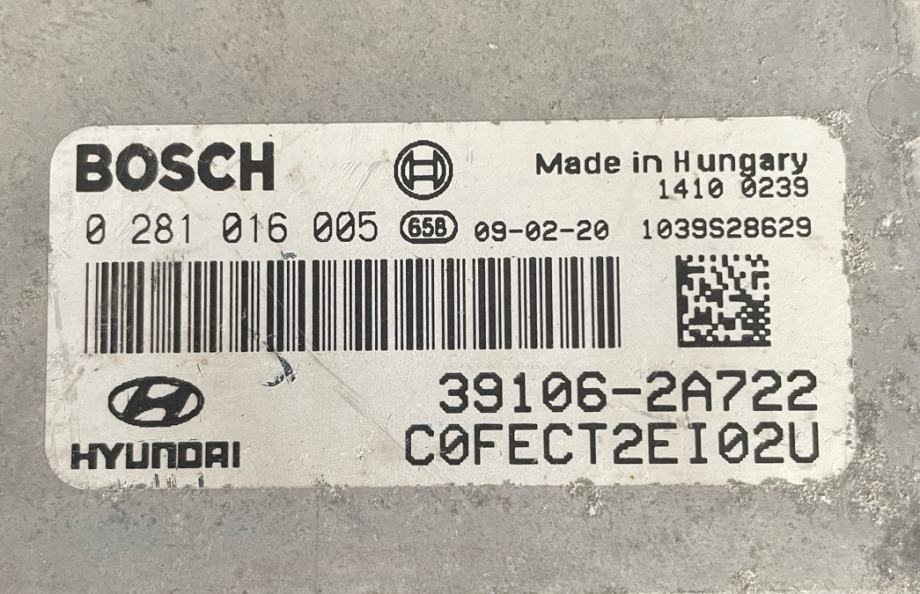 BOSCH
Made in Hungary
1410 0239
0 281 016 005 658 09-02-20 1039S28629
39106-2A722
HYUNDAI
C0FECT2EI02U